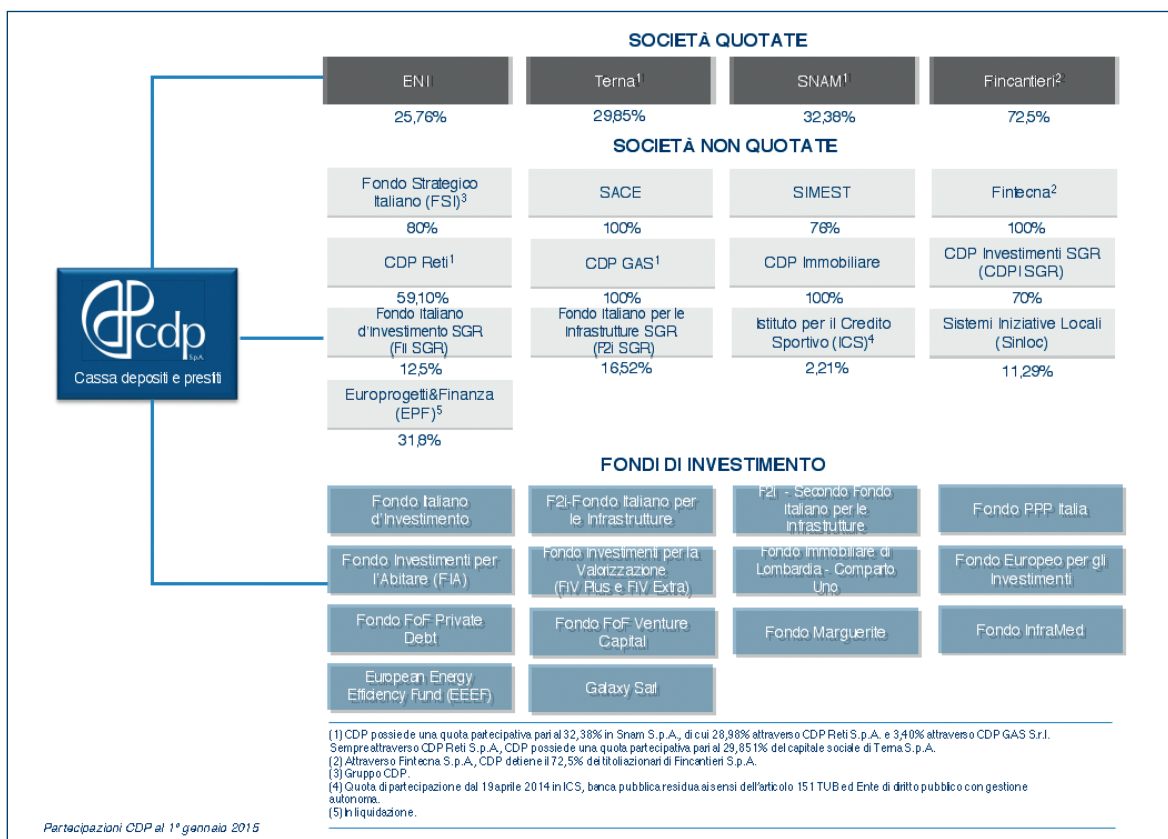 SOCIETÀ QUOTATE
ENI
Terna1
SNAM1
Fincantieri2
25,76%
29,85%
32,38%
72,5%
SOCIETÀ NON QUOTATE
Fondo Strategico
Italiano (FSI)3
SACE
SIMEST
Fintecna2
80%
100%
76%
100%
CDP Reti1
CDP GAS1
CDP Immobiliare
CDP Investimenti SGR
(CDPI SGR)
59,10%
100%
100%
70%
Fondo Italiano
d'Investimento SGR
(FII SGR)
Fondo Italiano per le
Infrastrutture SGR
(F2i SGR)
Istituto per il Credito
Sportivo (ICS)4
Sistemi Iniziative Locali
(Sinloc)
12,5%
16,52%
2,21%
11,29%
Europrogetti&Finanza
(EPF)5
31,8%
cdp
S.p.A.
Cassa depositi e prestiti
FONDI DI INVESTIMENTO
Fondo Italiano
d'Investimento
F2i-Fondo Italiano per
le Infrastrutture
F2i - Secondo Fondo
Italiano per le
Infrastrutture
Fondo PPP Italia
Fondo Investimenti per
l'Abitare (FIA)
Fondo Investimenti per la
Valorizzazione
(FIV Plus e FIV Extra)
Fondo Immobiliare di
Lombardia - Comparto
Uno
Fondo Europeo per gli
Investimenti
Fondo FoF Private
Debt
Fondo FoF Venture
Capital
Fondo Marguerite
Fondo InfraMed
European Energy
Efficiency Fund (EEEF)
Galaxy Sarl
(1) CDP possiede una quota partecipativa pari al 32,38% in Snam S.p.A., di cui 28,98% attraverso CDP Reti S.p.A. e 3,40% attraverso CDP GAS S.r.l.
Sempre attraverso CDP Reti S.p.A., CDP possiede una quota partecipativa pari al 29,851% del capitale sociale di Terna S.p.A.
(2) Attraverso Fintecna S.p.A., CDP detiene il 72,5% dei titoli azionari di Fincantieri S.p.A.
(3) Gruppo CDP.
(4) Quota di partecipazione dal 19 aprile 2014 in ICS, banca pubblica residua ai sensi dell'articolo 151 TUB ed Ente di diritto pubblico con gestione
autonoma.
(5) In liquidazione.
Partecipazioni CDP al 1° gennaio 2015